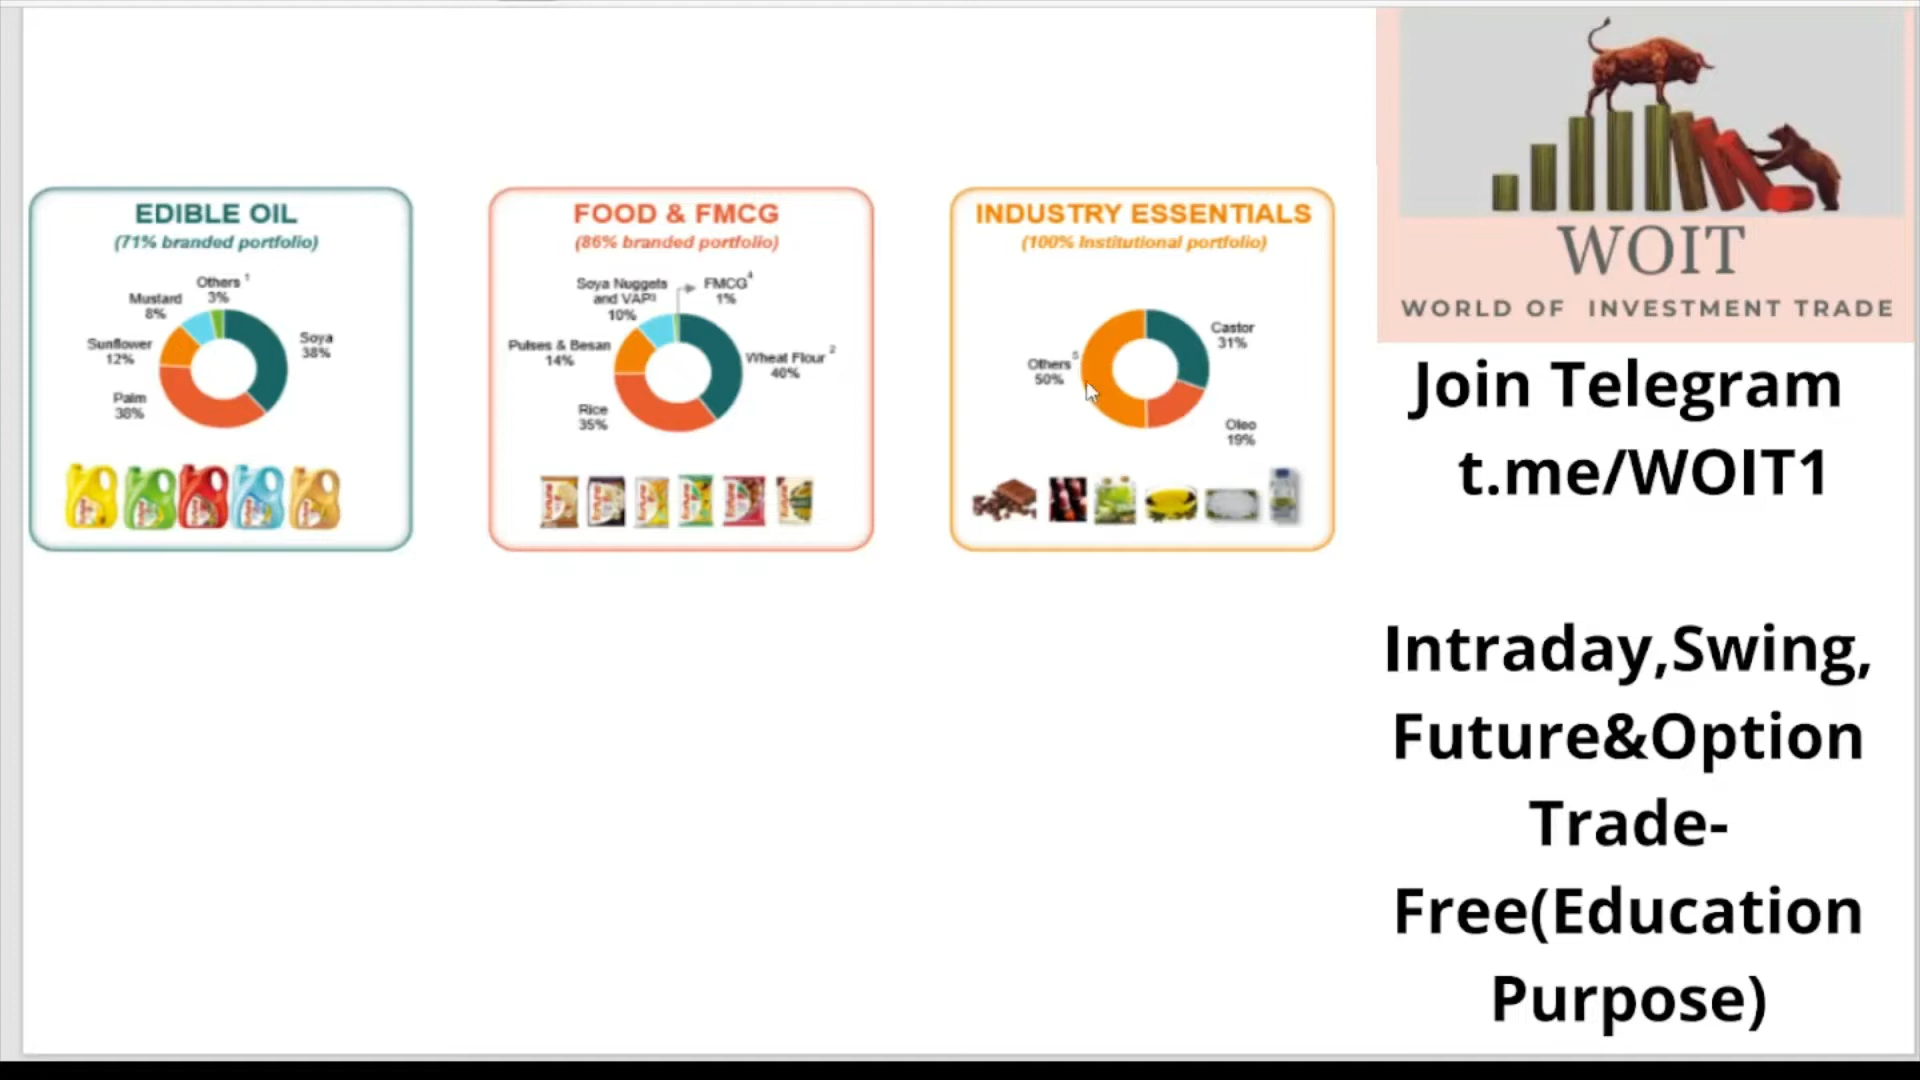 EDIBLE OIL
(71% branded portfolio)
Others 1
3%
Mustard
8%
Sunflower
12%
Soya
38%
Palm
38%
FOOD & FMCG
(86% branded portfolio)
Soya Nuggets
and VAP3
10%
FMCG4
1%
Pulses & Besan
14%
Wheat Flour 2
40%
Rice
35%
INDUSTRY ESSENTIALS
(100% Institutional portfolio)
Castor
31%
Others 5
50%
Oleo
19%
WOIT
WORLD OF INVESTMENT TRADE
Join Telegram
t.me/WOIT1
Intraday,Swing,
Future&Option
Trade-
Free(Education
Purpose)